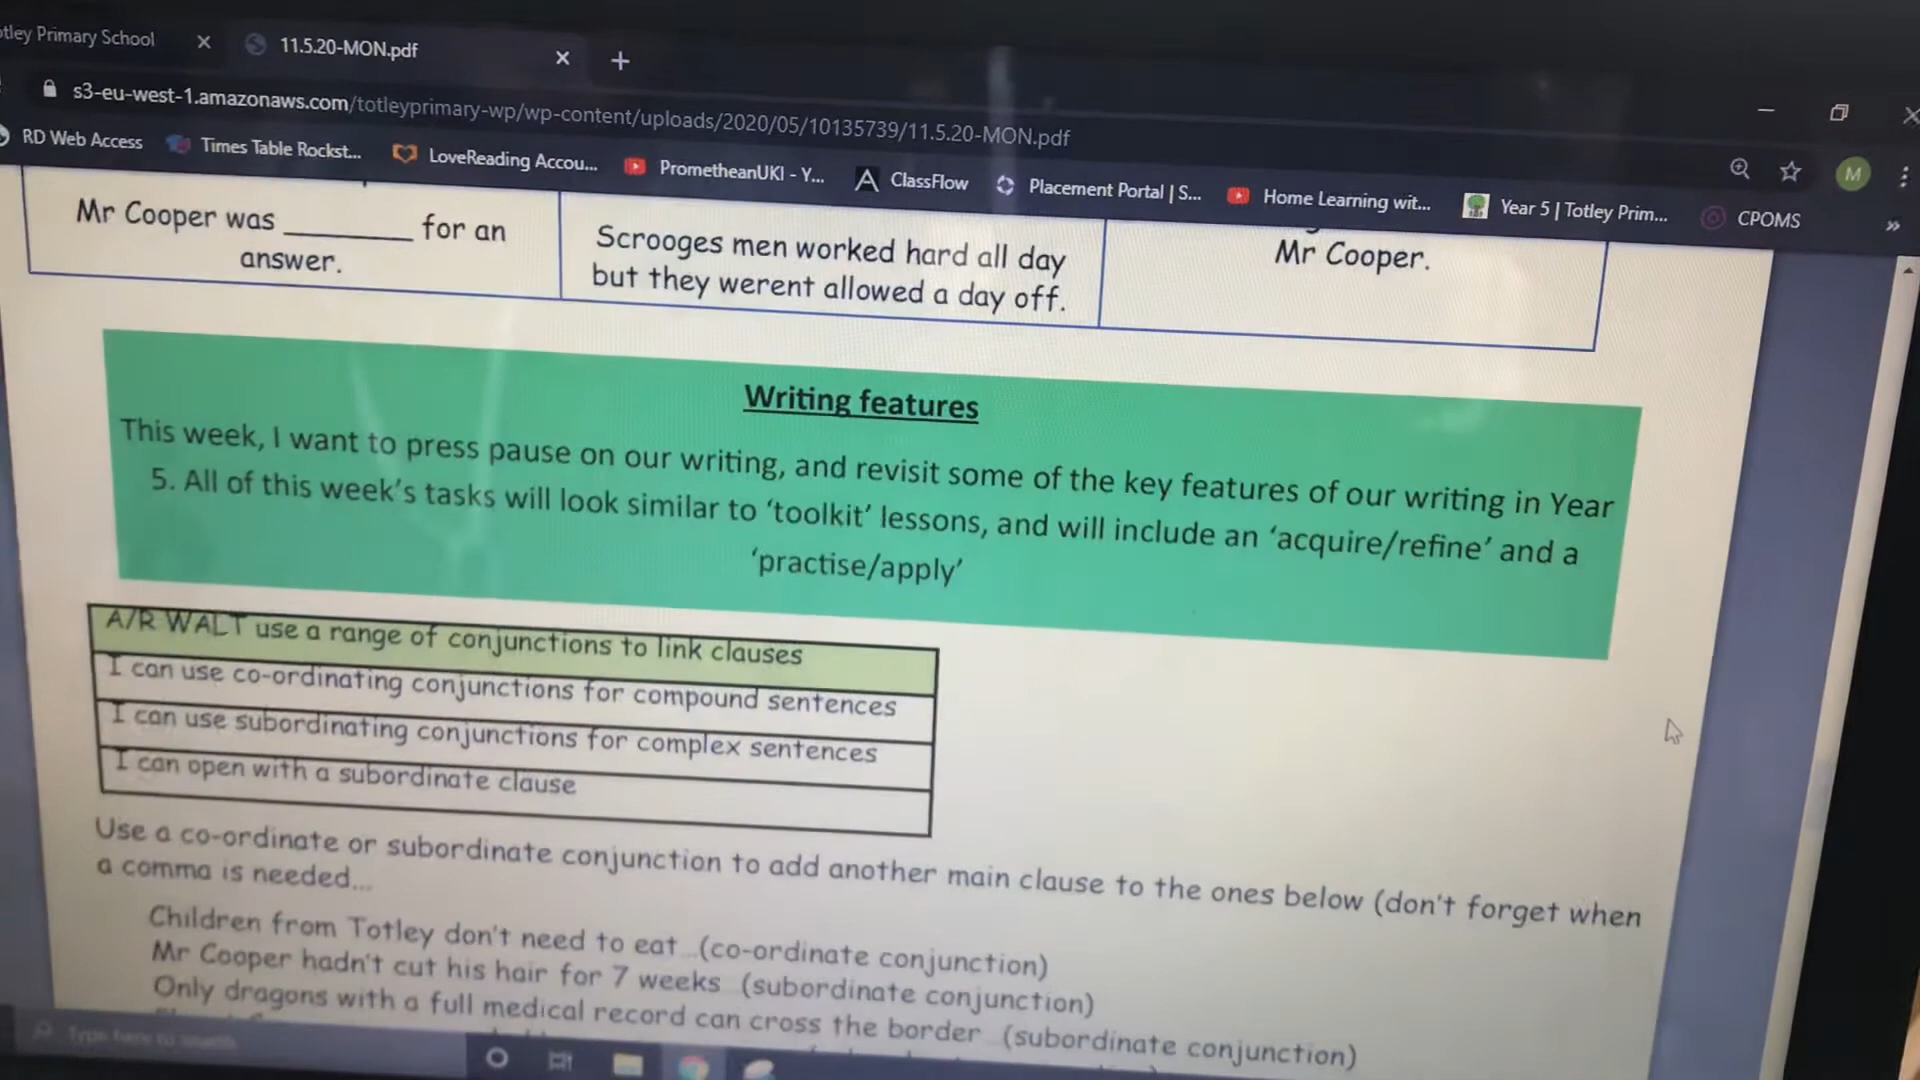 otley Primary School
11.5.20-MON.pdf
s3-eu-west-1.amazonaws.com/totleyprimary-wp/wp-content/uploads/2020/05/10135739/11.5.20-MON.pdf
RD Web Access Times Table Rockst... LoveReading Accou... PrometheanUKI - Y... ClassFlow Placement Portal | S... Home Learning wit... Year 5 | Totley Prim... CPOMS
M
Mr Cooper was ________ for an
answer.
Scrooges men worked hard all day
but they werent allowed a day off.
Mr Cooper.
Writing features
This week, I want to press pause on our writing, and revisit some of the key features of our writing in Year
5. All of this week's tasks will look similar to 'toolkit' lessons, and will include an 'acquire/refine' and a
'practise/apply'
A/R WALT use a range of conjunctions to link clauses
I can use co-ordinating conjunctions for compound sentences
I can use subordinating conjunctions for complex sentences
I can open with a subordinate clause
Use a co-ordinate or subordinate conjunction to add another main clause to the ones below (don't forget when
a comma is needed...
Children from Totley don't need to eat ...(co-ordinate conjunction)
Mr Cooper hadn't cut his hair for 7 weeks (subordinate conjunction)
Only dragons with a full medical record can cross the border (subordinate conjunction)
Type here to search